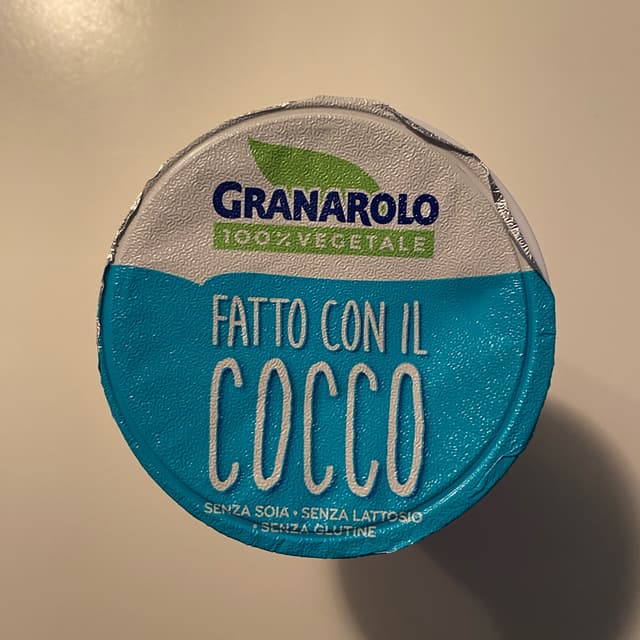 GRANAROLO
100% VEGETALE
FATTO CON IL
COCCO
SENZA SOIA • SENZA LATTOSIO
• SENZA GLUTINE